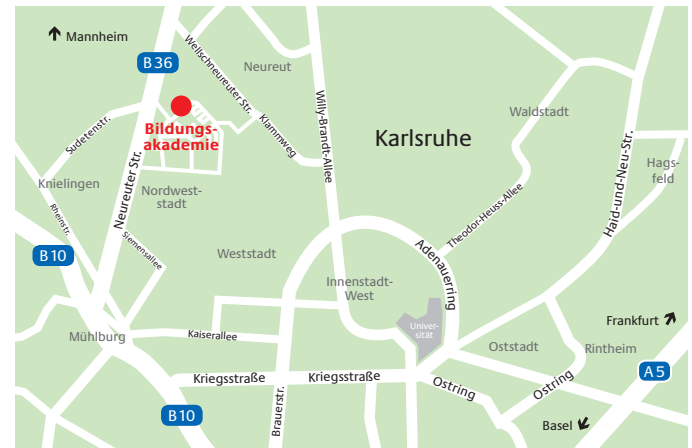 Mannheim
B 36
Wellschneureuter Str.
Neureut
Willy-Brandt-Allee
Waldstadt
Bildungs-
akademie
Klammweg
Karlsruhe
Sudetenstr.
Haid-und-Neu-Str.
Hags-
feld
Knielingen
Neureuter Str.
Nordwest-
stadt
Theodor-Heuss-Allee
Rheinstr.
Siemensallee
Weststadt
Adenauerring
B 10
Innenstadt-
West
Univer-
sität
Frankfurt
Mühlburg
Kaiserallee
Oststadt
Rintheim
Kriegsstraße
Kriegsstraße
A 5
Ostring
Ostring
Brauerstr.
B 10
Basel